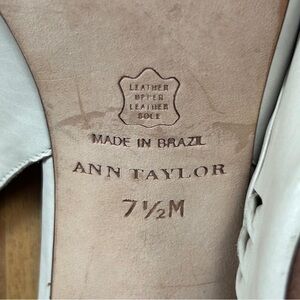 LEATHER
UPPER
LEATHER
SOLE
MADE IN BRAZIL
ANN TAYLOR
7½M